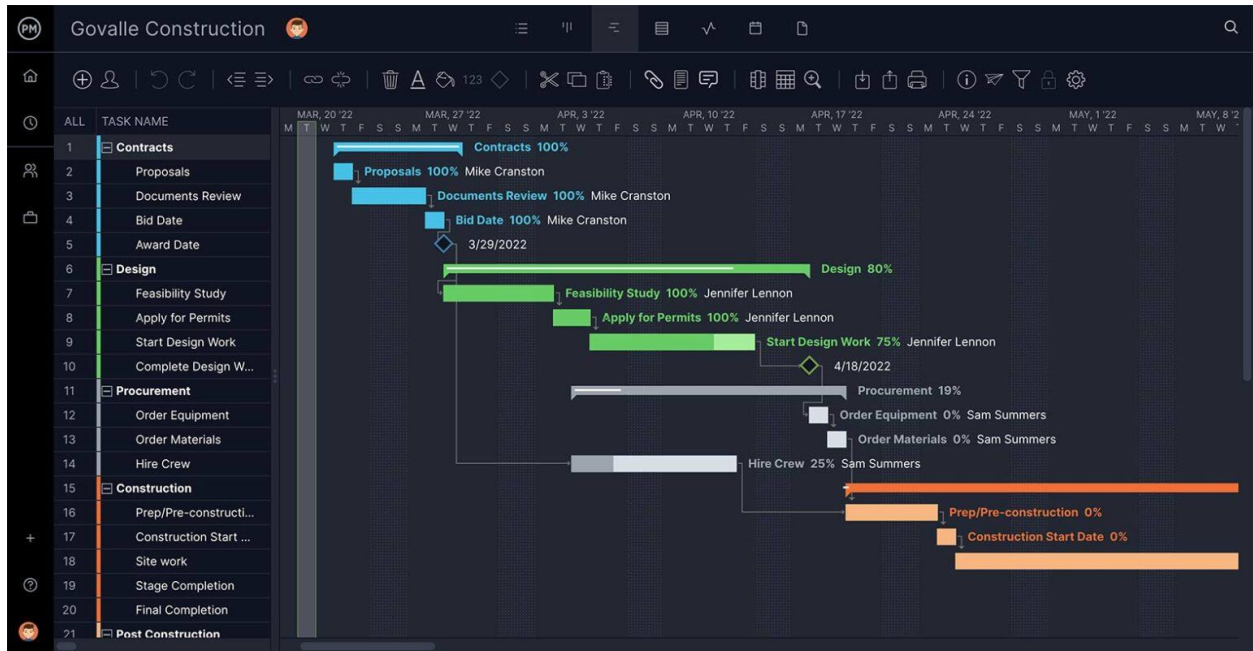 PM
Govalle Construction
123
ALL TASK NAME
MAR, 20 '22 MAR, 27 '22 APR, 3 '22 APR, 10 '22 APR, 17 '22 APR, 24 '22 MAY, 1 '22 MAY, 8 '2
M T W T F S S M T W T F S S M T W T F S S M T W T F S S M T W T F S S M T W T F S S M T W T F S S M T W
1 Contracts Contracts 100%
2 Proposals Proposals 100% Mike Cranston
3 Documents Review Documents Review 100% Mike Cranston
4 Bid Date Bid Date 100% Mike Cranston
5 Award Date 3/29/2022
6 Design Design 80%
7 Feasibility Study Feasibility Study 100% Jennifer Lennon
8 Apply for Permits Apply for Permits 100% Jennifer Lennon
9 Start Design Work Start Design Work 75% Jennifer Lennon
10 Complete Design W... 4/18/2022
11 Procurement Procurement 19%
12 Order Equipment Order Equipment 0% Sam Summers
13 Order Materials Order Materials 0% Sam Summers
14 Hire Crew Hire Crew 25% Sam Summers
15 Construction
16 Prep/Pre-constructi... Prep/Pre-construction 0%
17 Construction Start ... Construction Start Date 0%
18 Site work
19 Stage Completion
20 Final Completion
21 Post Construction